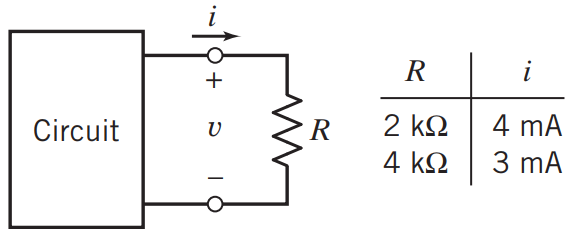 i
+
Circuit
v
R
−
R i
2 kΩ 4 mA
4 kΩ 3 mA